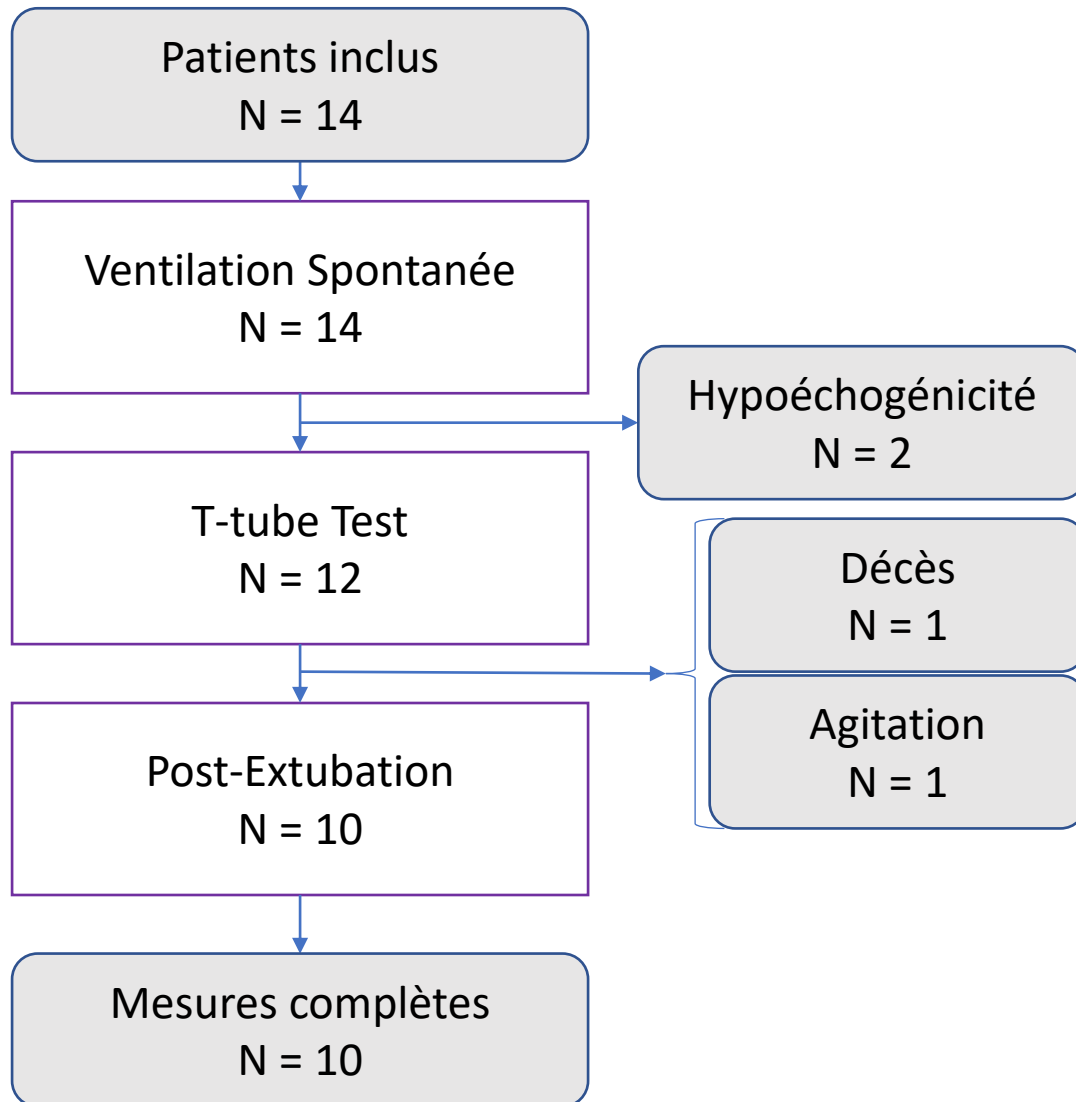 Patients inclus
N = 14
Ventilation Spontanée
N = 14
Hypoéchogénicité
N = 2
T-tube Test
N = 12
Décès
N = 1
Agitation
N = 1
Post-Extubation
N = 10
Mesures complètes
N = 10